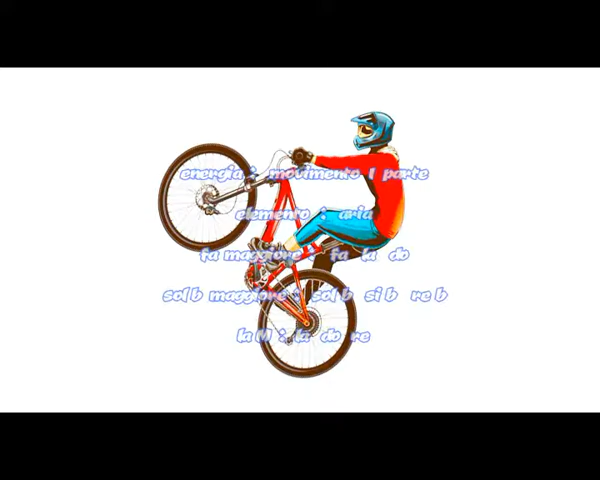 energia : movimento 1 parte
elemento : aria
fa maggiore : fa la do
sol b maggiore : sol b si b re b
la M : la do re